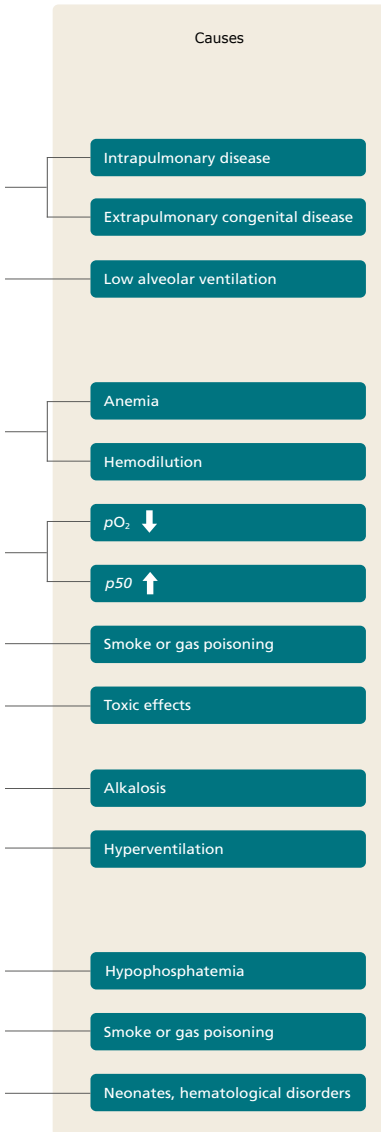 Causes
Intrapulmonary disease
Extrapulmonary congenital disease
Low alveolar ventilation
Anemia
Hemodilution
pO₂
p50
Smoke or gas poisoning
Toxic effects
Alkalosis
Hyperventilation
Hypophosphatemia
Smoke or gas poisoning
Neonates, hematological disorders